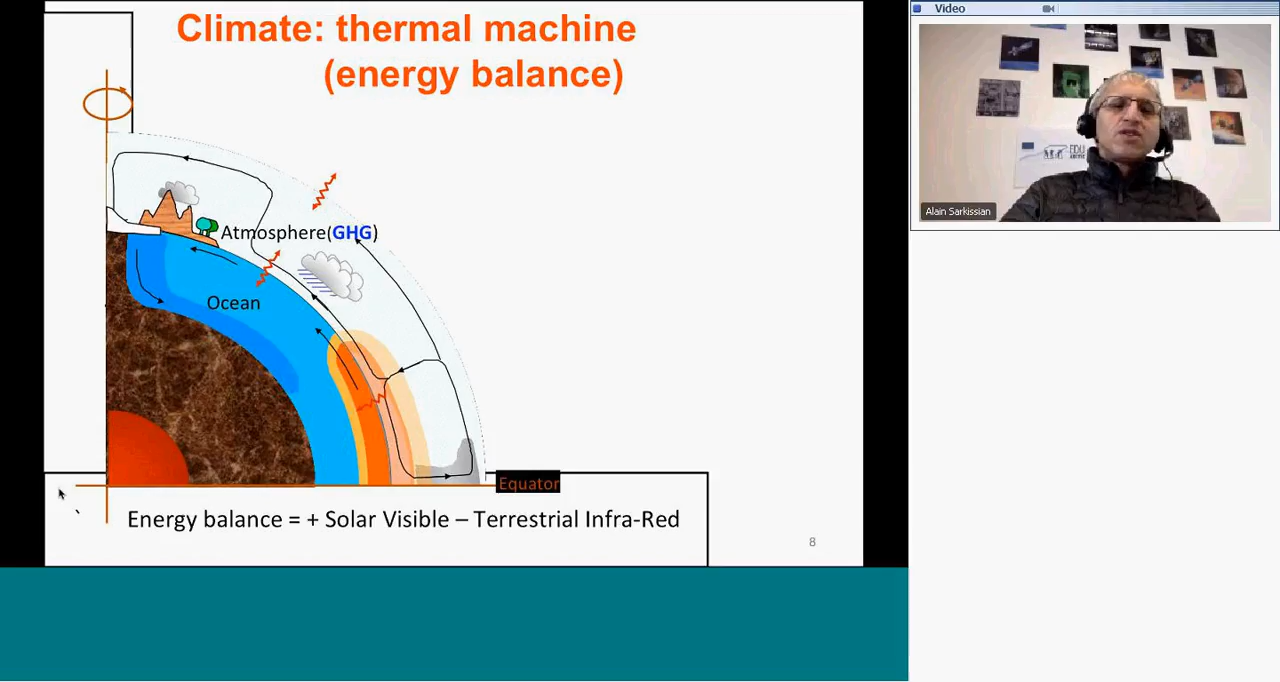 Climate: thermal machine
(energy balance)
Atmosphere(GHG)
Ocean
Equator
Energy balance = + Solar Visible – Terrestrial Infra-Red
8
Video
EDU
Alain Sarkissian